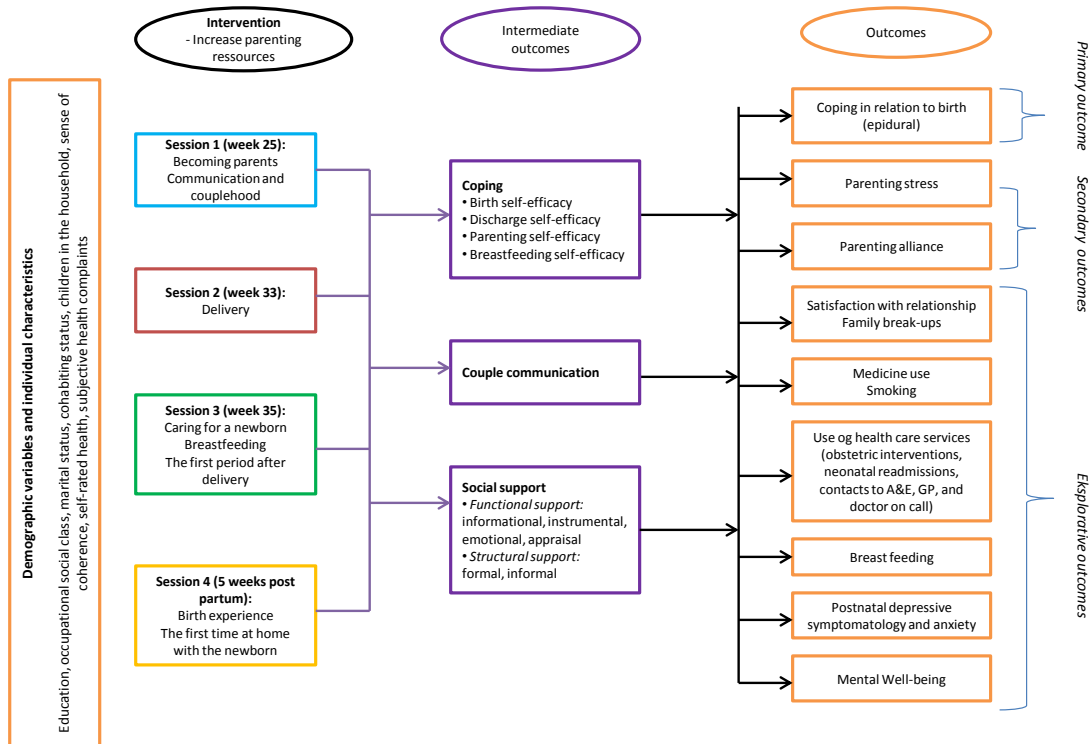 Demographic variables and individual characteristics
Education, occupational social class, marital status, cohabiting status, children in the household, sense of
coherence, self-rated health, subjective health complaints
Intervention
- Increase parenting
ressources
Session 1 (week 25):
Becoming parents
Communication and
couplehood
Session 2 (week 33):
Delivery
Session 3 (week 35):
Caring for a newborn
Breastfeeding
The first period after
delivery
Session 4 (5 weeks post
partum):
Birth experience
The first time at home
with the newborn
Intermediate
outcomes
Coping
• Birth self-efficacy
• Discharge self-efficacy
• Parenting self-efficacy
• Breastfeeding self-efficacy
Couple communication
Social support
• Functional support:
informational, instrumental,
emotional, appraisal
• Structural support:
formal, informal
Outcomes
Coping in relation to birth
(epidural)
Parenting stress
Parenting alliance
Satisfaction with relationship
Family break-ups
Medicine use
Smoking
Use og health care services
(obstetric interventions,
neonatal readmissions,
contacts to A&E, GP, and
doctor on call)
Breast feeding
Postnatal depressive
symptomatology and anxiety
Mental Well-being
Primary outcome
Secondary outcomes
Eksplorative outcomes